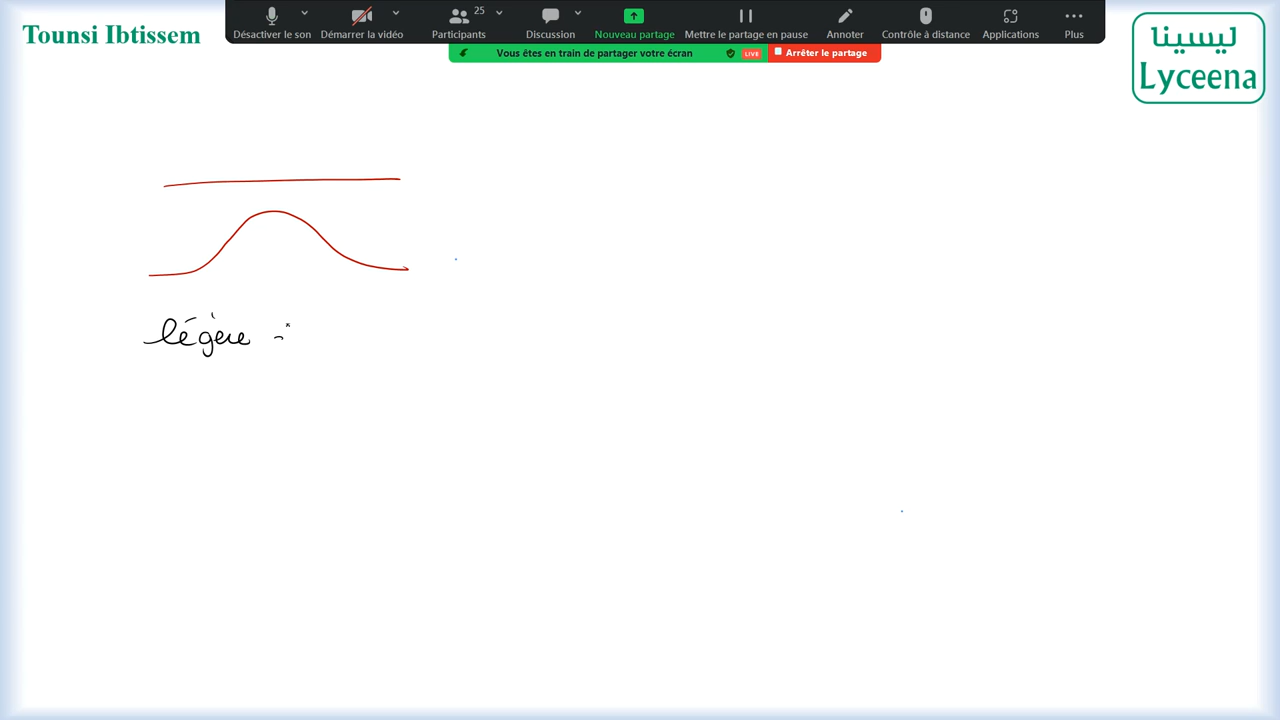 Tounsi Ibtissem
25
Désactiver le son
Démarrer la vidéo
Participants
Discussion
Nouveau partage
Mettre le partage en pause
Annoter
Contrôle à distance
Applications
Plus
Vous êtes en train de partager votre écran
LIVE
Arrêter le partage
ليسينا
Lyceena
légère :